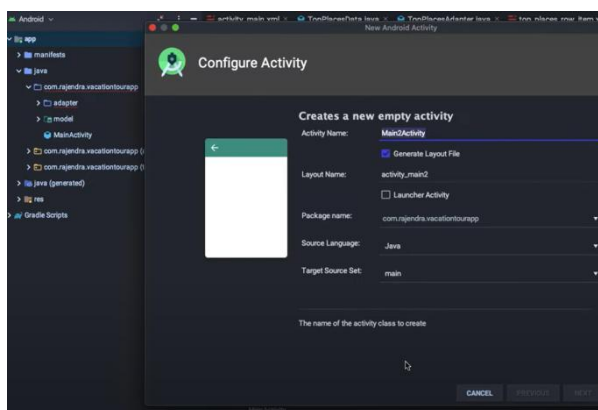 Android
activity_main.xml
TopPlacesData.java
TopPlacesAdapter.java
top_places_row_item
New Android Activity
app
manifests
java
com.rajendra.vacationtourapp
adapter
model
MainActivity
com.rajendra.vacationtourapp
com.rajendra.vacationtourapp
java (generated)
res
Gradle Scripts
Configure Activity
Creates a new empty activity
Activity Name:
Main2Activity
Generate Layout File
Layout Name:
activity_main2
Launcher Activity
Package name:
com.rajendra.vacationtourapp
Source Language:
Java
Target Source Set:
main
The name of the activity class to create
CANCEL
PREVIOUS
NEXT